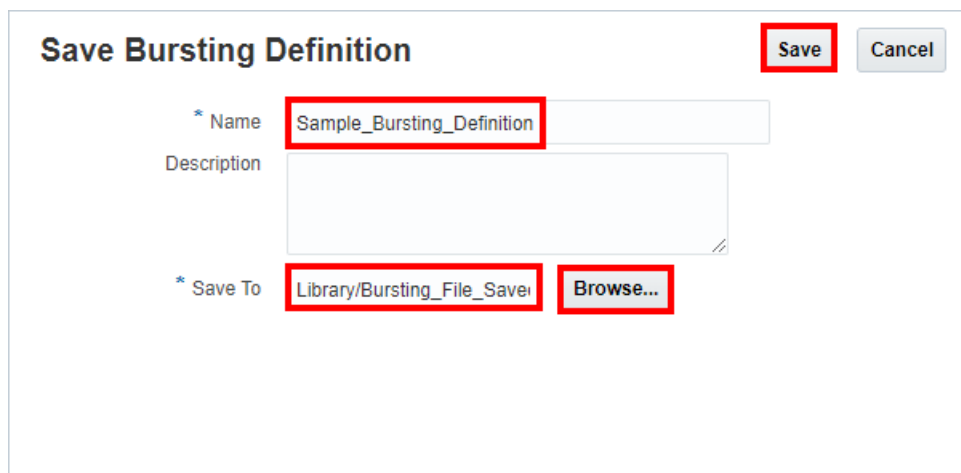 Save Bursting Definition Save Cancel
* Name Sample_Bursting_Definition
Description
* Save To Library/Bursting_File_Save Browse...